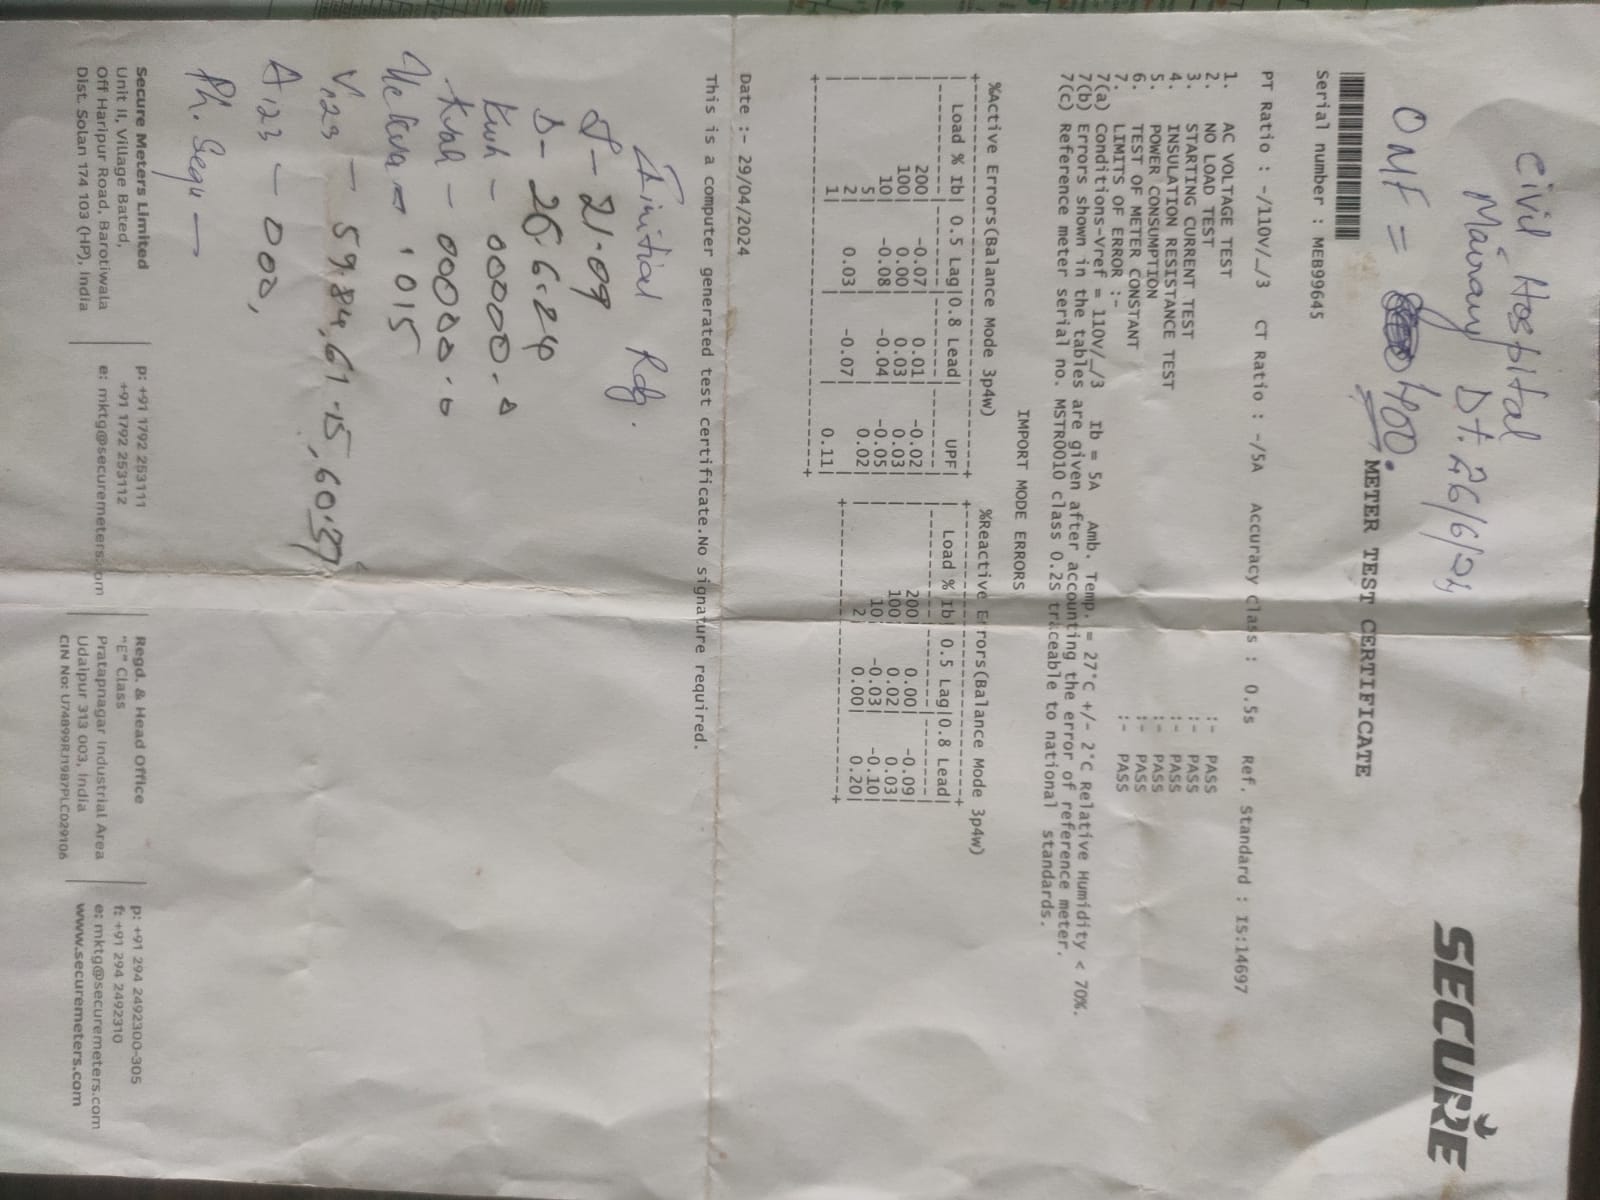 Civil Hospital
Dt. 26/6/24
OMF = 400.
SECURE
METER TEST CERTIFICATE
Serial number : MEB99645
PT Ratio : -/110V/_/3 CT Ratio : -/5A Accuracy class : 0.5s Ref. Standard : IS:14697
1. AC VOLTAGE TEST :- PASS
2. NO LOAD TEST :- PASS
3. STARTING CURRENT TEST :- PASS
4. INSULATION RESISTANCE TEST :- PASS
5. POWER CONSUMPTION :- PASS
6. TEST OF METER CONSTANT :- PASS
7. LIMITS OF ERROR :-
7(a) Conditions-Vref = 110V/_/3 Ib = 5A Amb. Temp. = 27°C +/- 2°C Relative Humidity < 70%.
7(b) Errors shown in the tables are given after accounting the error of reference meter.
7(c) Reference meter serial no. MSTR0010 class 0.2S traceable to national standards.
IMPORT MODE ERRORS
%Active Errors(Balance Mode 3p4w) %Reactive Errors(Balance Mode 3p4w)
| Load % Ib| 0.5 Lag|0.8 Lead| UPF| | Load % Ib| 0.5 Lag|0.8 Lead|
| 200| -0.07| 0.01| -0.02| | 200| 0.00| -0.09|
| 100| 0.00| 0.03| 0.03| | 100| 0.02| 0.03|
| 10| -0.08| -0.04| -0.05| | 10| -0.03| -0.10|
| 5| | | 0.02| | 2| 0.00| 0.20|
| 2| 0.03| -0.07| |
| 1| | | 0.11|
Date :- 29/04/2024
This is a computer generated test certificate.No signature required.
Initial Rdg.
T - 21.09
D - 26.6.24
Kwh - 00000.0
Kvah - 00000.0
.015
V123 - 59.84, 61.15, 60.37
A123 - 000,
Ph. Sequ -
Secure Meters Limited
Unit II, Village Bated,
Off Haripur Road, Barotiwala
Dist. Solan 174 103 (HP), India
p: +91 1792 253111
+91 1792 253112
e: mktg@securemeters.com
Regd. & Head Office
"E" Class
Pratapnagar Industrial Area
Udaipur 313 003, India
CIN No: U74899RJ1987PLC029106
p: +91 294 2492300-305
f: +91 294 2492310
e: mktg@securemeters.com
www.securemeters.com